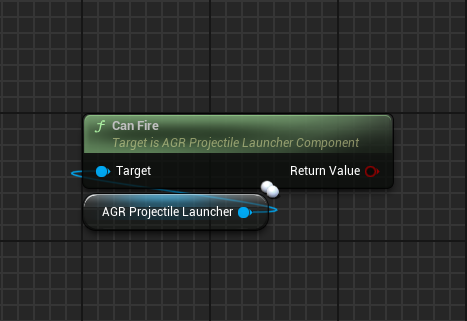 Can Fire
Target is AGR Projectile Launcher Component
Target Return Value
AGR Projectile Launcher